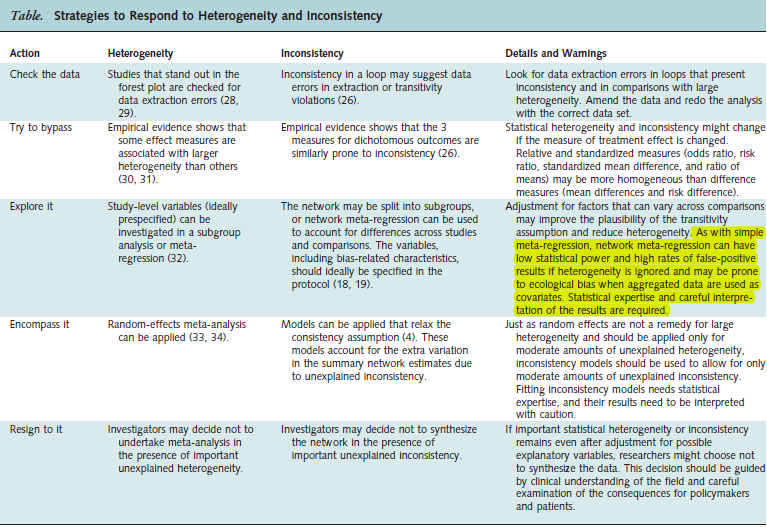 Table. Strategies to Respond to Heterogeneity and Inconsistency
Action Heterogeneity Inconsistency Details and Warnings
Check the data
Studies that stand out in the
forest plot are checked for
data extraction errors (28,
29).
Inconsistency in a loop may suggest data
errors in extraction or transitivity
violations (26).
Look for data extraction errors in loops that present
inconsistency and in comparisons with large
heterogeneity. Amend the data and redo the analysis
with the correct data set.
Try to bypass
Empirical evidence shows that
some effect measures are
associated with larger
heterogeneity than others
(30, 31).
Empirical evidence shows that the 3
measures for dichotomous outcomes are
similarly prone to inconsistency (26).
Statistical heterogeneity and inconsistency might change
if the measure of treatment effect is changed.
Relative and standardized measures (odds ratio, risk
ratio, standardized mean difference, and ratio of
means) may be more homogeneous than difference
measures (mean differences and risk difference).
Explore it
Study-level variables (ideally
prespecified) can be
investigated in a subgroup
analysis or meta-
regression (32).
The network may be split into subgroups,
or network meta-regression can be used
to account for differences across studies
and comparisons. The variables,
including bias-related characteristics,
should ideally be specified in the
protocol (18, 19).
Adjustment for factors that can vary across comparisons
may improve the plausibility of the transitivity
assumption and reduce heterogeneity. As with simple
meta-regression, network meta-regression can have
low statistical power and high rates of false-positive
results if heterogeneity is ignored and may be prone
to ecological bias when aggregated data are used as
covariates. Statistical expertise and careful interpre-
tation of the results are required.
Encompass it
Random-effects meta-analysis
can be applied (33, 34).
Models can be applied that relax the
consistency assumption (4). These
models account for the extra variation
in the summary network estimates due
to unexplained inconsistency.
Just as random effects are not a remedy for large
heterogeneity and should be applied only for
moderate amounts of unexplained heterogeneity,
inconsistency models should be used to allow for only
moderate amounts of unexplained inconsistency.
Fitting inconsistency models needs statistical
expertise, and their results need to be interpreted
with caution.
Resign to it
Investigators may decide not to
undertake meta-analysis in
the presence of important
unexplained heterogeneity.
Investigators may decide not to synthesize
the network in the presence of
important unexplained inconsistency.
If important statistical heterogeneity or inconsistency
remains even after adjustment for possible
explanatory variables, researchers might choose not
to synthesize the data. This decision should be guided
by clinical understanding of the field and careful
examination of the consequences for policymakers
and patients.